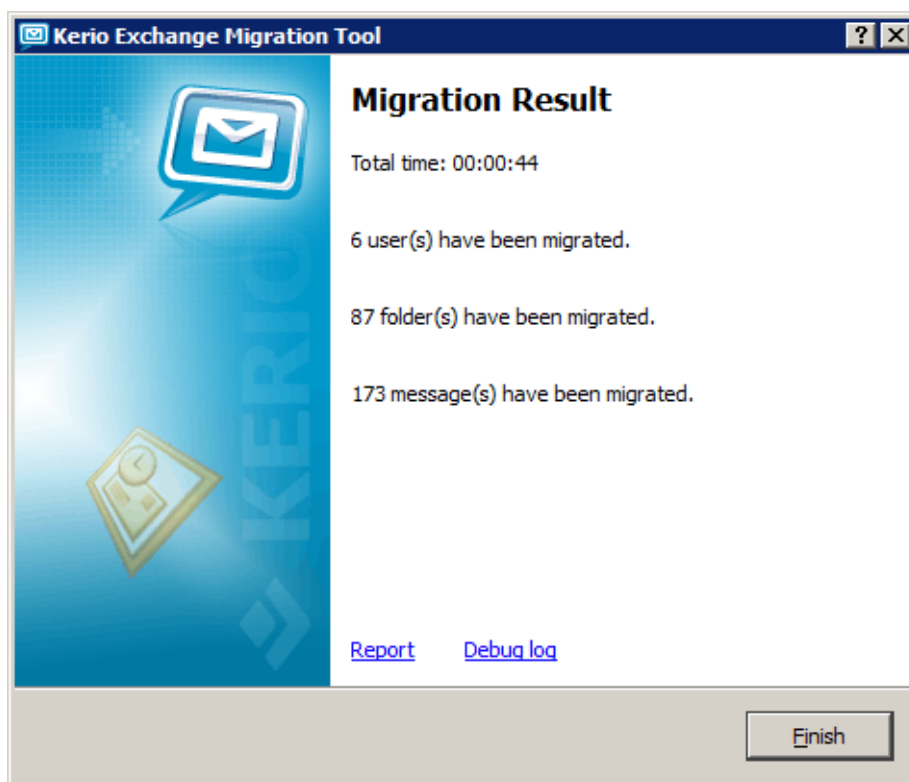 Kerio Exchange Migration Tool
Migration Result
Total time: 00:00:44
6 user(s) have been migrated.
87 folder(s) have been migrated.
173 message(s) have been migrated.
KERIO
Report Debug log
Finish